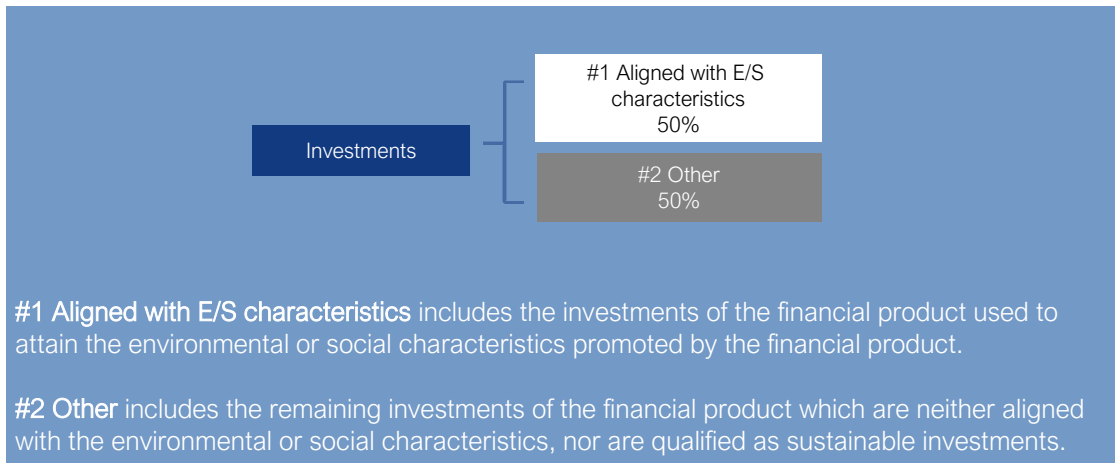 #1 Aligned with E/S
characteristics
50%
Investments
#2 Other
50%
#1 Aligned with E/S characteristics includes the investments of the financial product used to
attain the environmental or social characteristics promoted by the financial product.
#2 Other includes the remaining investments of the financial product which are neither aligned
with the environmental or social characteristics, nor are qualified as sustainable investments.